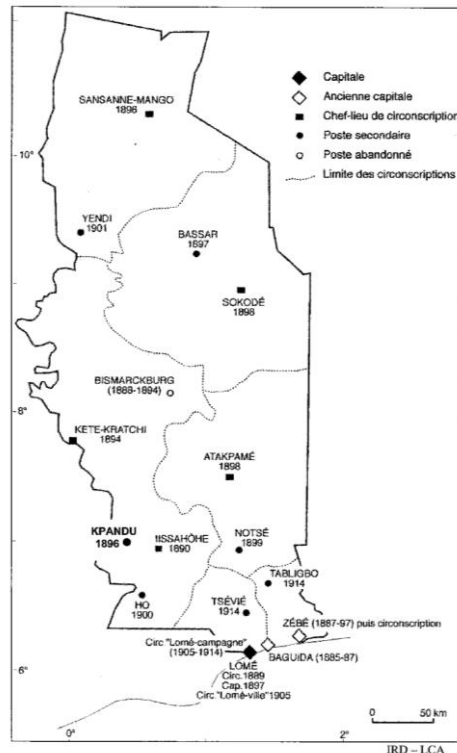 Capitale
Ancienne capitale
Chef-lieu de circonscription
Poste secondaire
Poste abandonné
Limite des circonscriptions
SANSANNE-MANGO
1896
10°
YENDI
1901
BASSAR
1897
SOKODÉ
1898
BISMARCKBURG
(1888-1894)
8°
KETE-KRATCHI
1894
ATAKPAMÉ
1898
KPANDU
1896
MISSAHÖHE
1890
NOTSÉ
1899
TABLIGBO
1914
HO
1900
TSÉVIÉ
1914
ZÉBÉ (1887-97) puis circonscription
Circ "Lomé-campagne"
(1905-1914)
BAGUIDA (1885-87)
LOMÉ
Circ.1889
Cap.1897
Circ."Lomé-ville"1905
6°
0°
2°
0 50 km
IRD – LCA